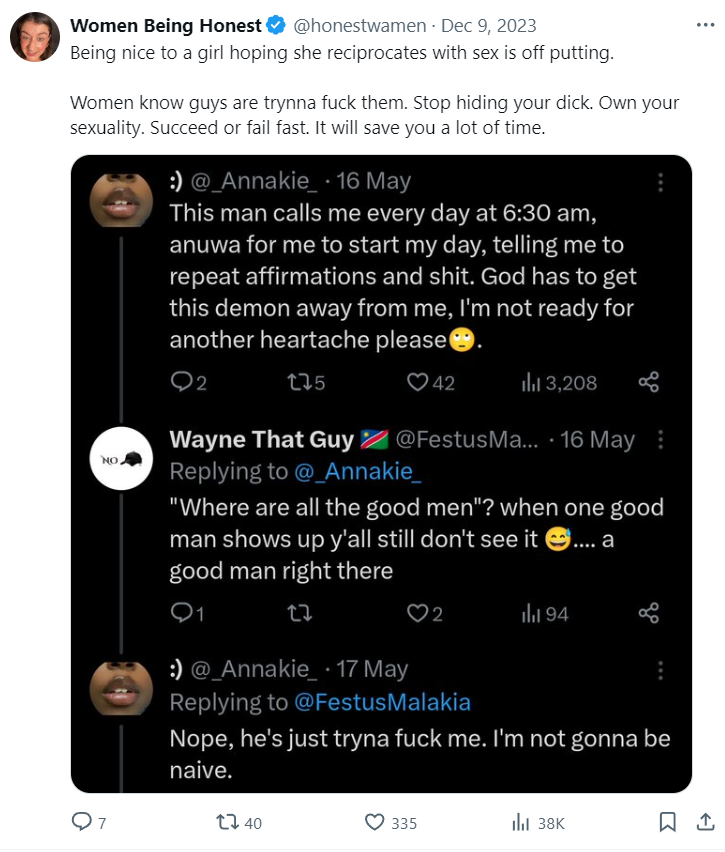 Women Being Honest @honestwamen · Dec 9, 2023
Being nice to a girl hoping she reciprocates with sex is off putting.
Women know guys are trynna fuck them. Stop hiding your dick. Own your
sexuality. Succeed or fail fast. It will save you a lot of time.
:) @_Annakie_ · 16 May
This man calls me every day at 6:30 am,
anuwa for me to start my day, telling me to
repeat affirmations and shit. God has to get
this demon away from me, I'm not ready for
another heartache please🙄.
2 5 42 3,208
NO
Wayne That Guy 🇳🇦 @FestusMa... · 16 May
Replying to @_Annakie_
"Where are all the good men"? when one good
man shows up y'all still don't see it 😅.... a
good man right there
1 2 94
:) @_Annakie_ · 17 May
Replying to @FestusMalakia
Nope, he's just tryna fuck me. I'm not gonna be
naive.
7 40 335 38K